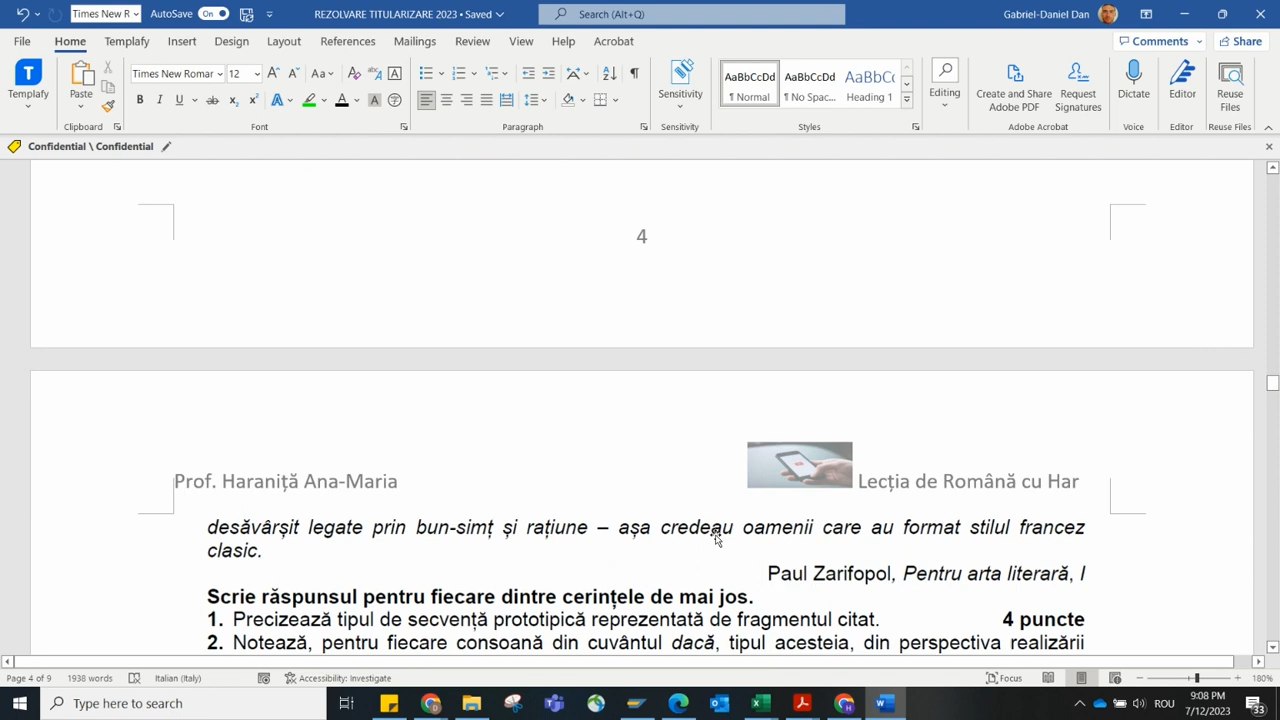 Times New R
AutoSave
On
REZOLVARE TITULARIZARE 2023 • Saved
Search (Alt+Q)
Gabriel-Daniel Dan
File
Home
Templafy
Insert
Design
Layout
References
Mailings
Review
View
Help
Acrobat
Comments
Share
Templafy
Paste
Times New Roman
12
AaBbCcDd
¶ Normal
AaBbCcDd
¶ No Spac...
AaBbCc
Heading 1
Sensitivity
Editing
Create and Share
Adobe PDF
Request
Signatures
Dictate
Editor
Reuse
Files
Clipboard
Font
Paragraph
Sensitivity
Styles
Adobe Acrobat
Voice
Editor
Reuse Files
Confidential \ Confidential
4
Prof. Haraniță Ana-Maria
Lecția de Română cu Har
desăvârșit legate prin bun-simț și rațiune – așa credeau oamenii care au format stilul francez
clasic.
Paul Zarifopol, Pentru arta literară, I
Scrie răspunsul pentru fiecare dintre cerințele de mai jos.
1. Precizează tipul de secvență prototipică reprezentată de fragmentul citat. 4 puncte
2. Notează, pentru fiecare consoană din cuvântul dacă, tipul acesteia, din perspectiva realizării
Page 4 of 9
1938 words
Italian (Italy)
Accessibility: Investigate
Focus
180%
Type here to search
ROU
9:08 PM
7/12/2023
33